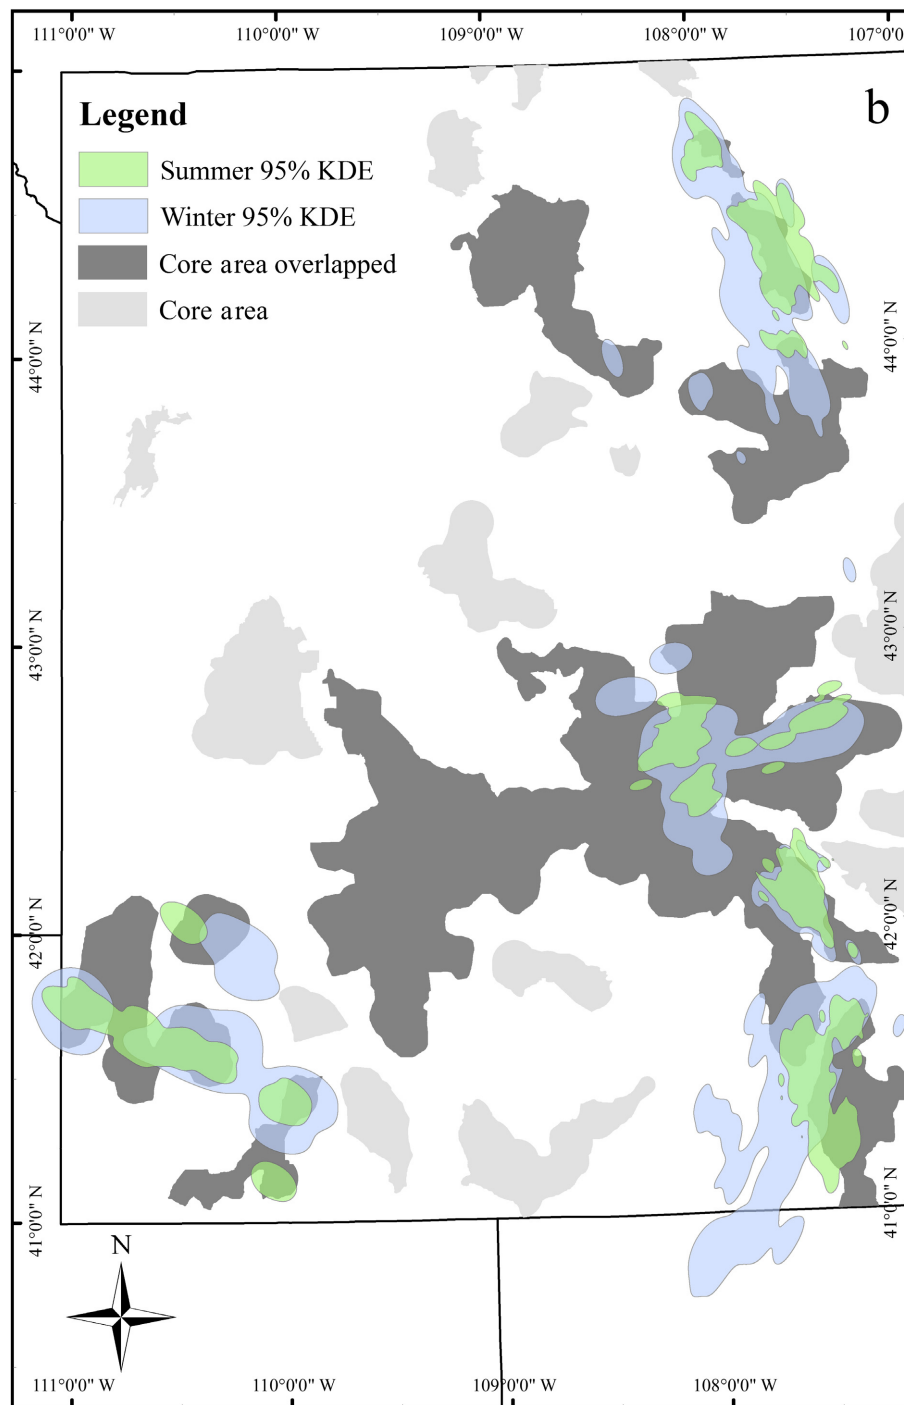 111°0'0" W 110°0'0" W 109°0'0" W 108°0'0" W 107°0'0
b
Legend
Summer 95% KDE
Winter 95% KDE
Core area overlapped
Core area
44°0'0" N 44°0'0" N
43°0'0" N 43°0'0" N
42°0'0" N 42°0'0" N
41°0'0" N 41°0'0" N
N
111°0'0" W 110°0'0" W 109°0'0" W 108°0'0" W